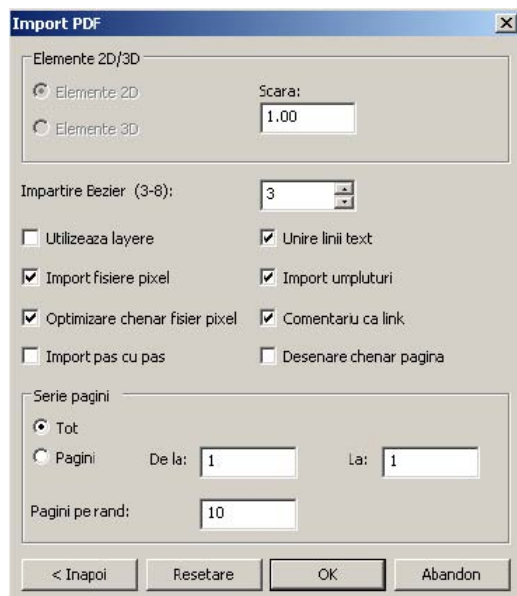 Import PDF
Elemente 2D/3D
Elemente 2D
Scara:
Elemente 3D
1.00
Impartire Bezier (3-8):
3
Utilizeaza layere
Unire linii text
Import fisiere pixel
Import umpluturi
Optimizare chenar fisier pixel
Comentariu ca link
Import pas cu pas
Desenare chenar pagina
Serie pagini
Tot
Pagini De la: 1 La: 1
Pagini pe rand: 10
< Inapoi Resetare OK Abandon